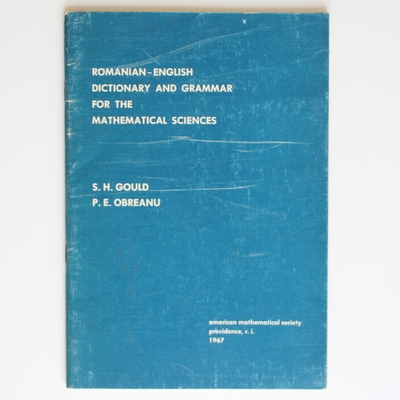 ROMANIAN–ENGLISH
DICTIONARY AND GRAMMAR
FOR THE
MATHEMATICAL SCIENCES
S. H. GOULD
P. E. OBREANU
american mathematical society
providence, r. i.
1967